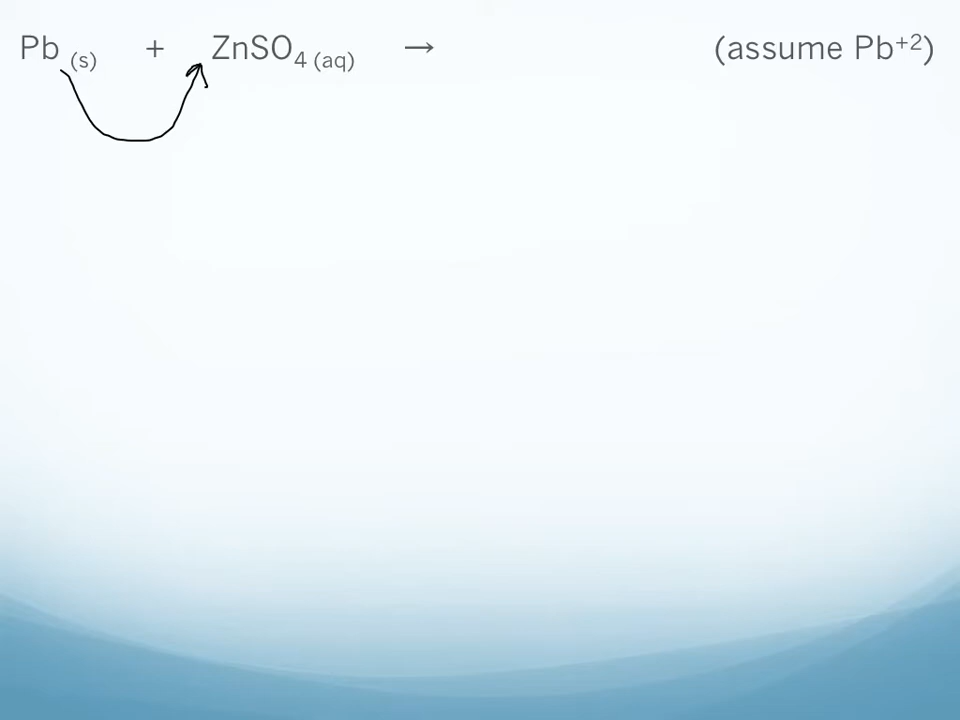 Pb (s) + ZnSO4 (aq) → (assume Pb+2)